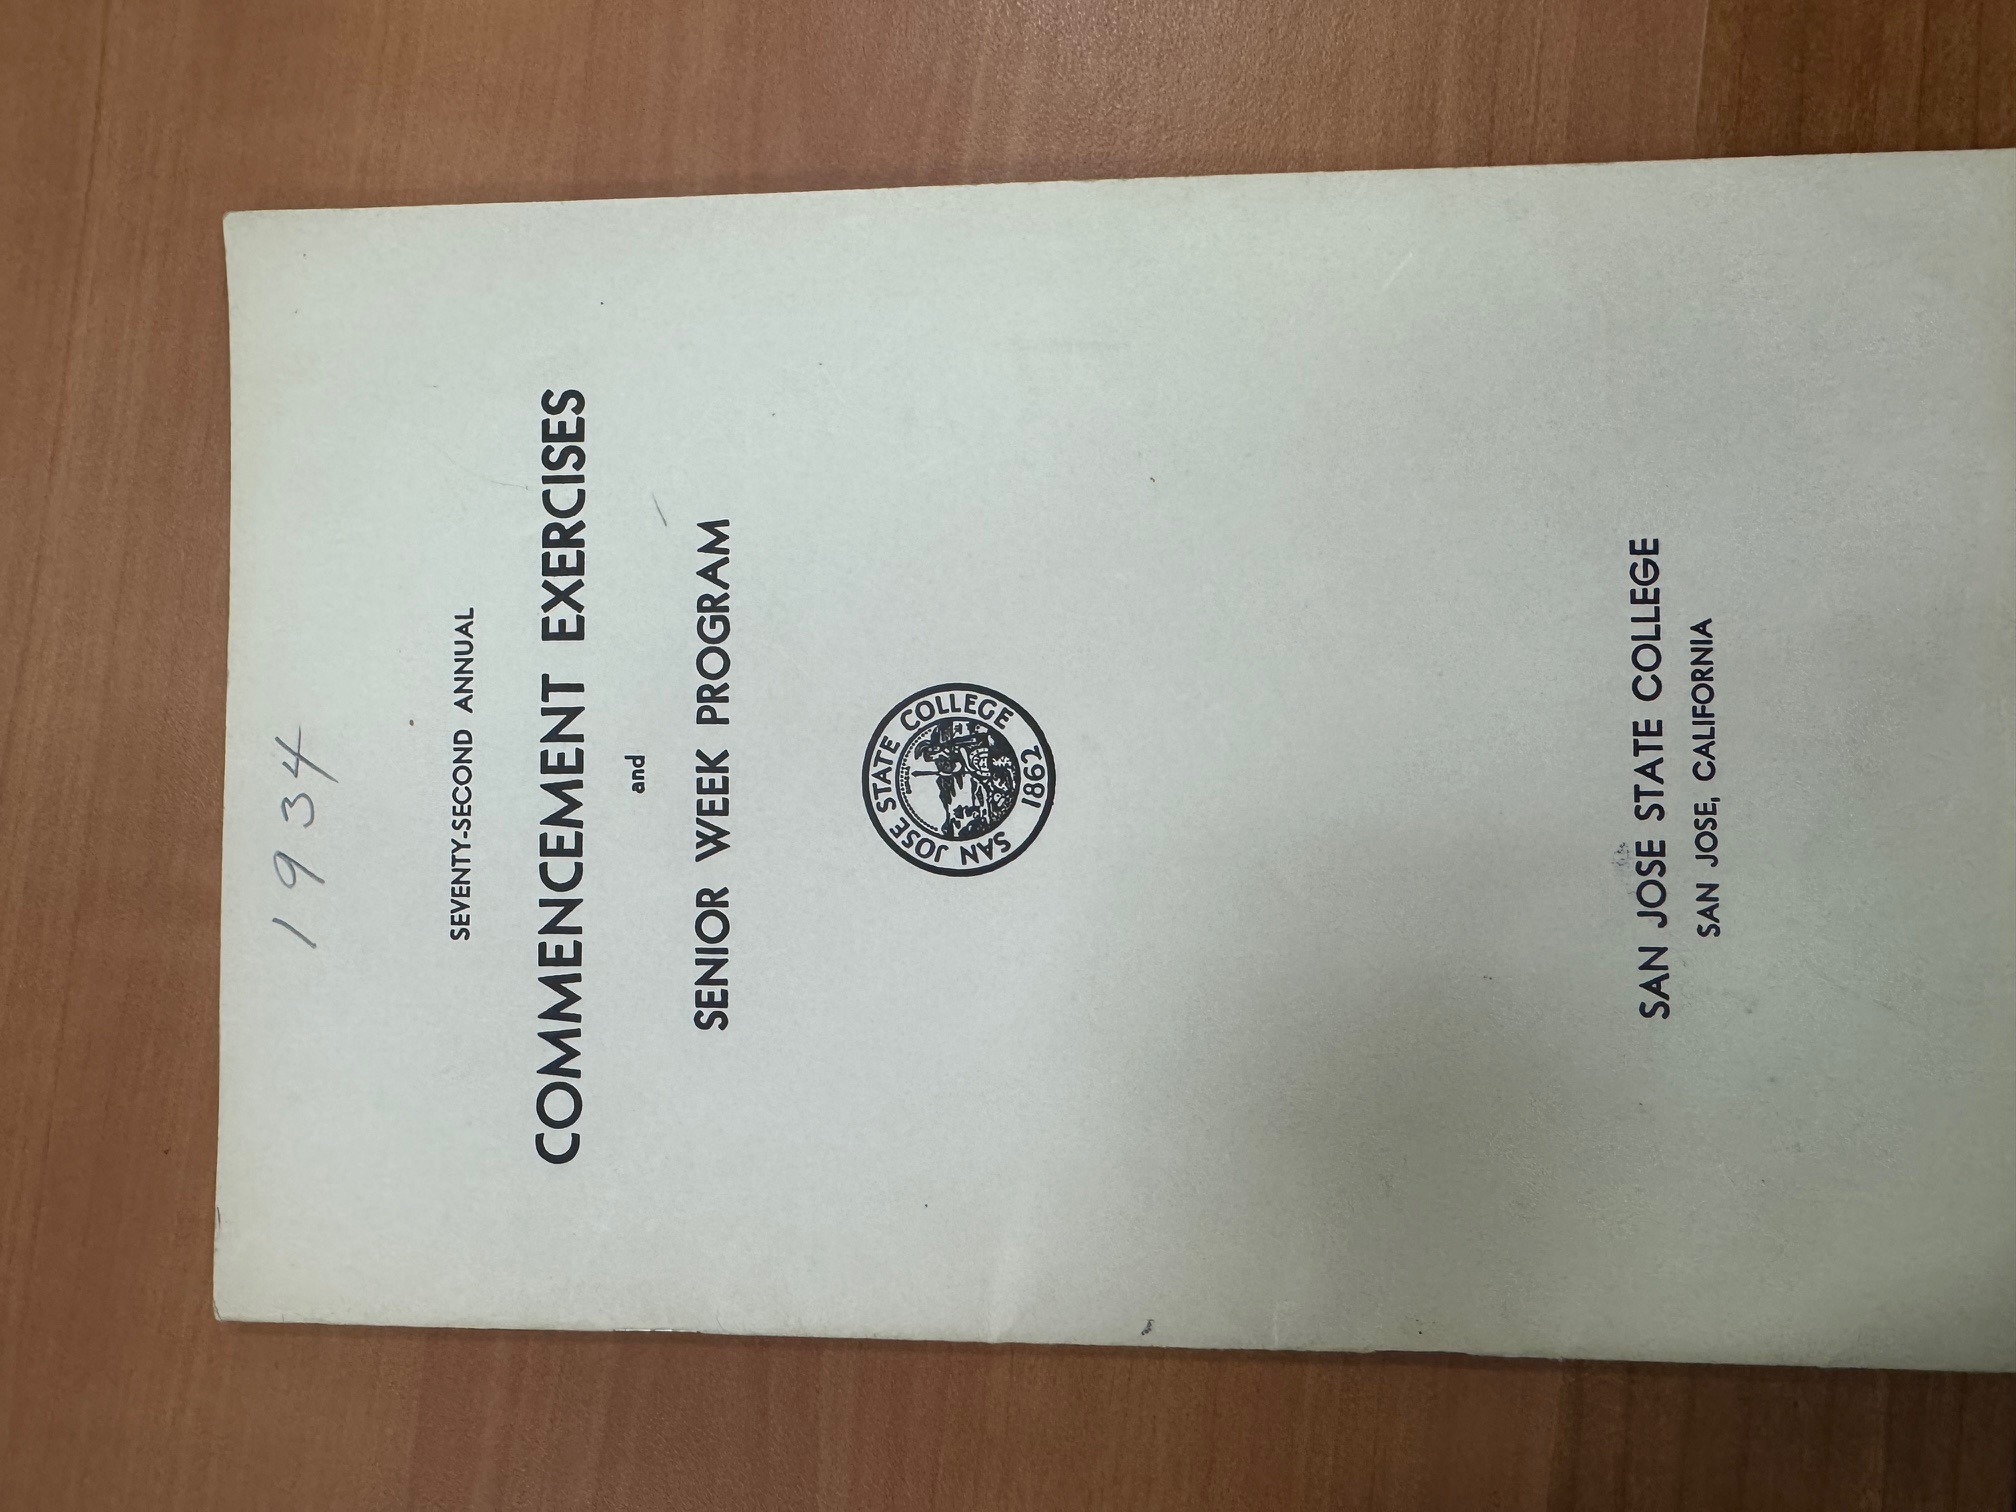 1934
SEVENTY-SECOND ANNUAL
COMMENCEMENT EXERCISES
and
SENIOR WEEK PROGRAM
SAN JOSE STATE COLLEGE
1862
SAN JOSE STATE COLLEGE
SAN JOSE, CALIFORNIA